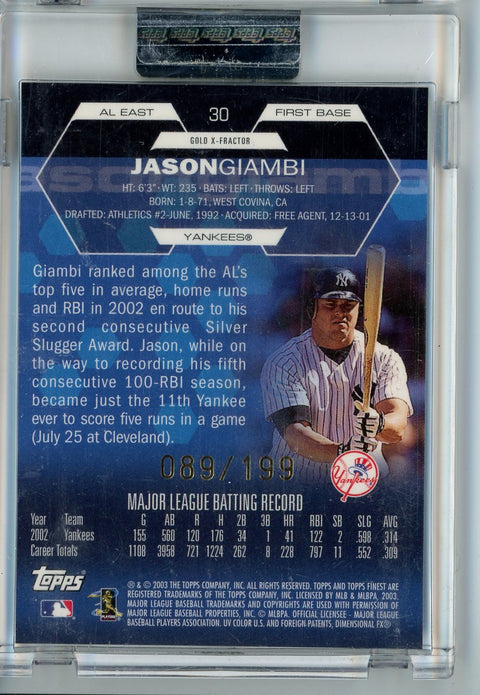 AL EAST
30
FIRST BASE
GOLD X-FRACTOR
JASONGIAMBI
HT: 6'3" · WT: 235 · BATS: LEFT · THROWS: LEFT
BORN: 1-8-71, WEST COVINA, CA
DRAFTED: ATHLETICS #2-JUNE, 1992 · ACQUIRED: FREE AGENT, 12-13-01
YANKEES®
Giambi ranked among the AL's
top five in average, home runs
and RBI in 2002 en route to his
second consecutive Silver
Slugger Award. Jason, while on
the way to recording his fifth
consecutive 100-RBI season,
became just the 11th Yankee
ever to score five runs in a game
(July 25 at Cleveland).
089/199
Yankees
MAJOR LEAGUE BATTING RECORD
Year Team G AB R H 2B 3B HR RBI SB SLG AVG
2002 Yankees 155 560 120 176 34 1 41 122 2 .598 .314
Career Totals 1108 3958 721 1224 262 8 228 797 11 .552 .309
Topps
® & © 2003 THE TOPPS COMPANY, INC. ALL RIGHTS RESERVED. TOPPS AND TOPPS FINEST ARE
REGISTERED TRADEMARKS OF THE TOPPS COMPANY, INC. LICENSED BY MLB & MLBPA, 2003.
MAJOR LEAGUE BASEBALL TRADEMARKS AND COPYRIGHTS ARE USED WITH PERMISSION OF
MAJOR LEAGUE BASEBALL PROPERTIES, INC. © MLBPA. OFFICIAL LICENSEE - MAJOR LEAGUE
BASEBALL PLAYERS ASSOCIATION. UV COLOR U.S. AND FOREIGN PATENTS, DIMENSIONAL FX®
PLAYERS